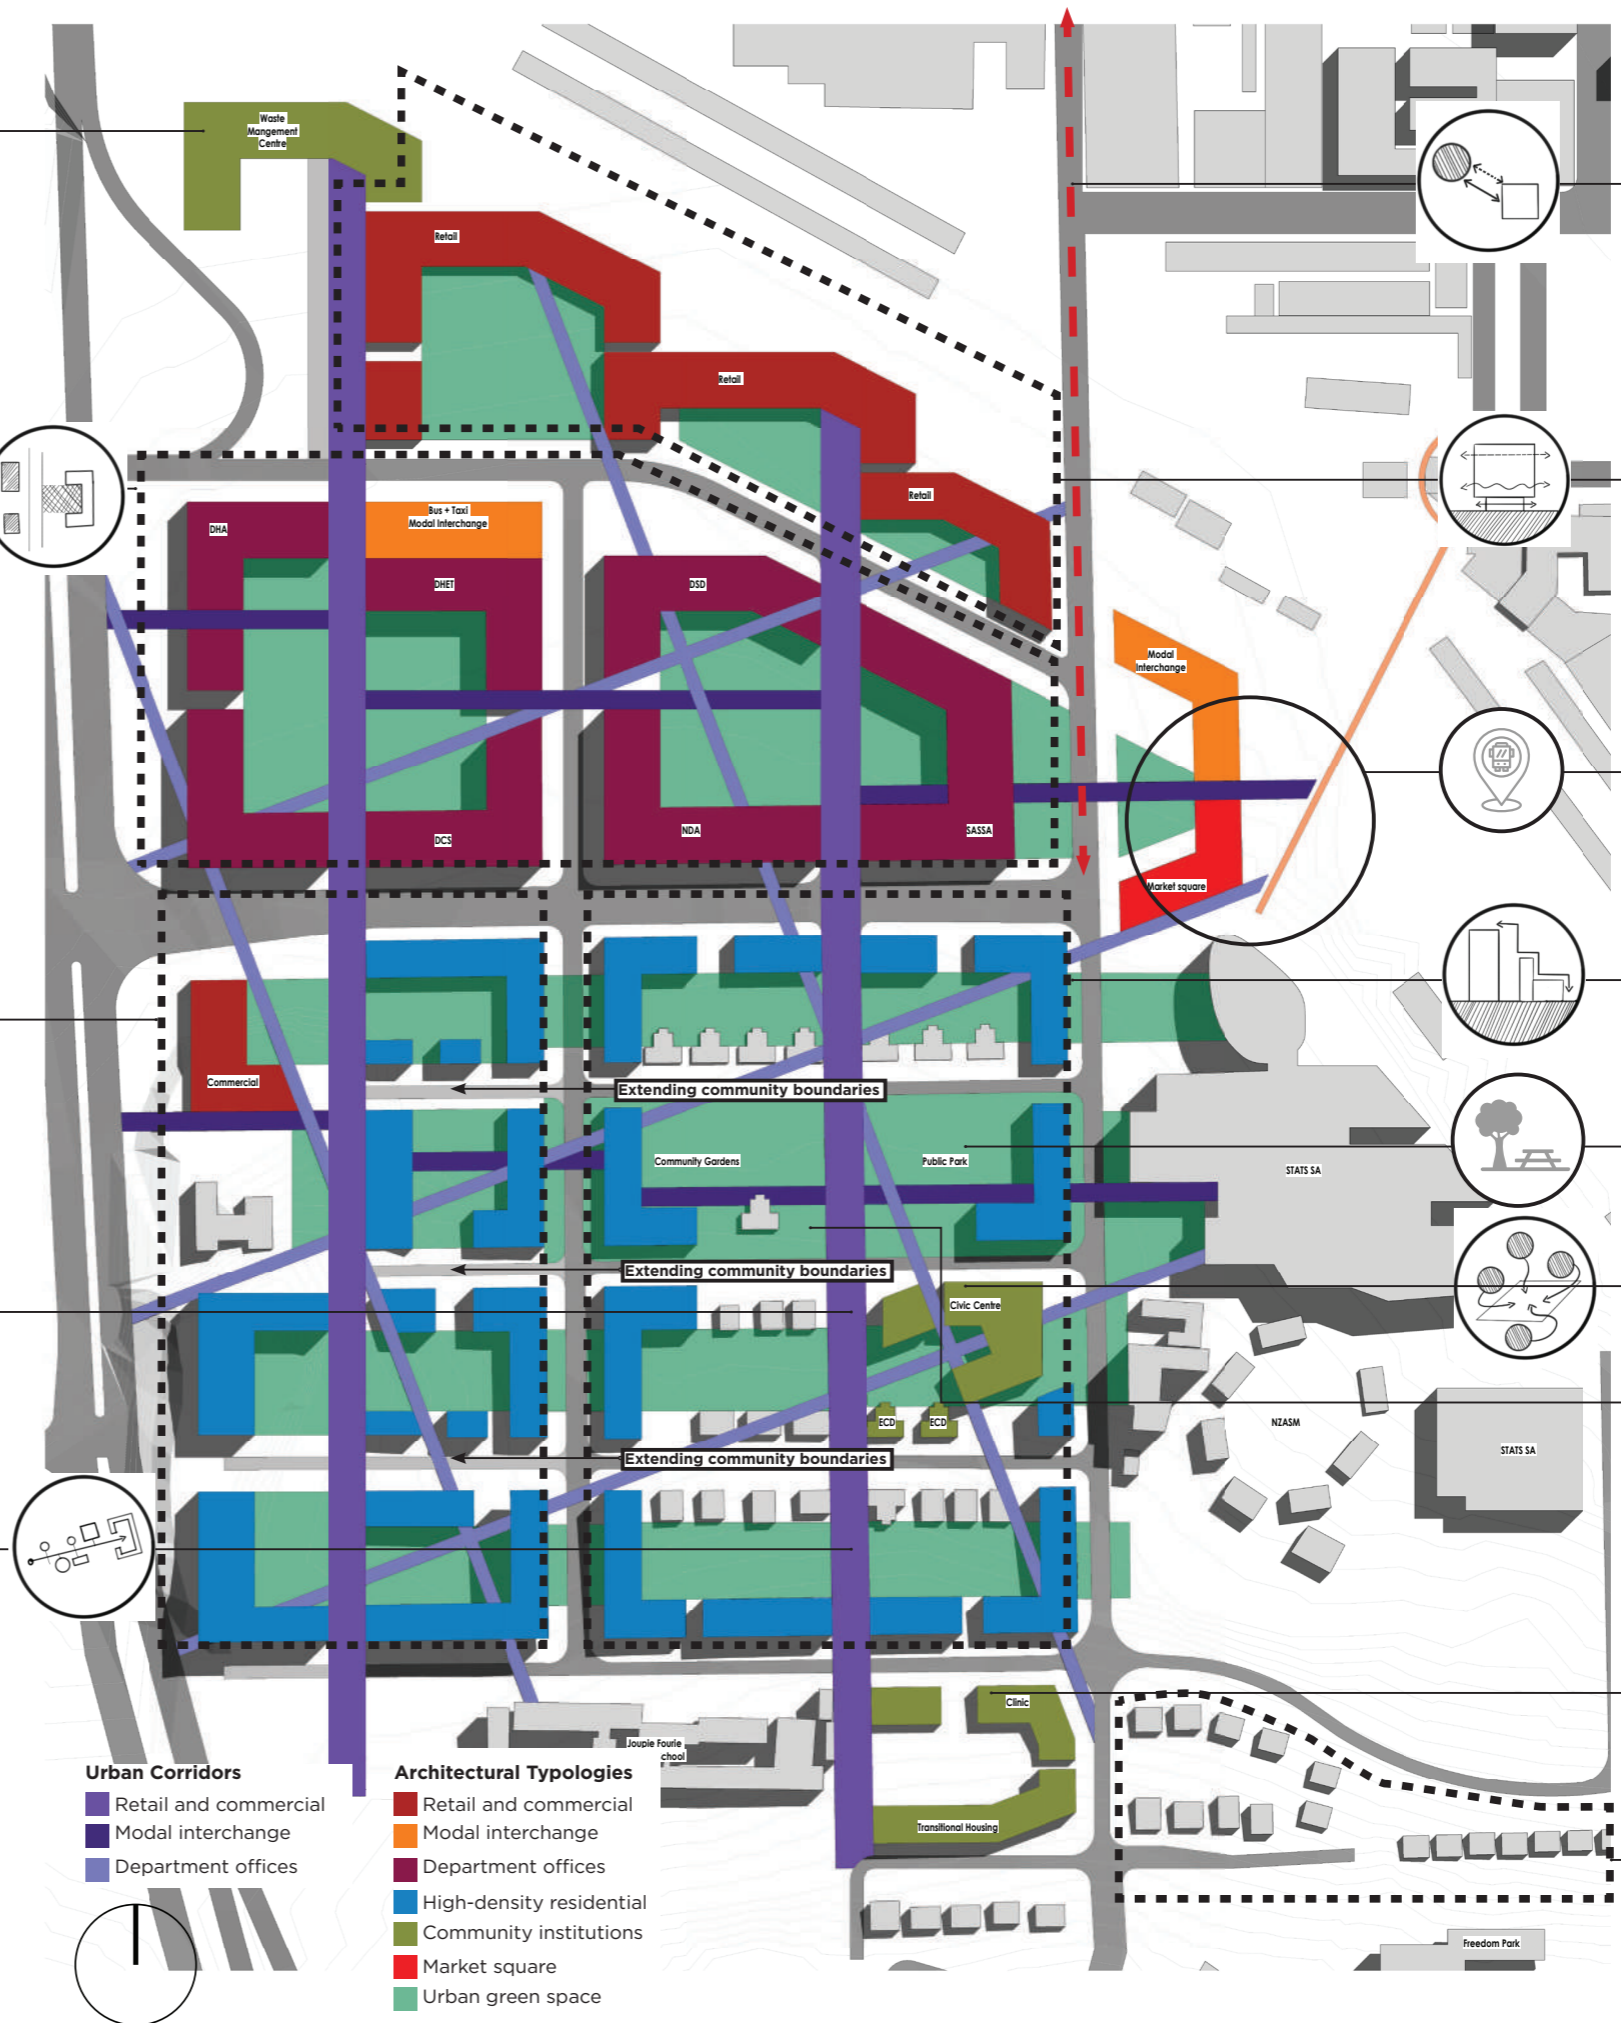 Waste
Mangement
Centre
Retail
Retail
Retail
DHA
Bus + Taxi
Modal Interchange
DHET
DSD
Modal
Interchange
DCS
NDA
SASSA
Market square
Commercial
Extending community boundaries
Community Gardens
Public Park
STATS SA
Extending community boundaries
Civic Centre
ECD
ECD
NZASM
STATS SA
Extending community boundaries
Clinic
Joupie Fourie
chool
Transitional Housing
Freedom Park
Urban Corridors
Retail and commercial
Modal interchange
Department offices
Architectural Typologies
Retail and commercial
Modal interchange
Department offices
High-density residential
Community institutions
Market square
Urban green space